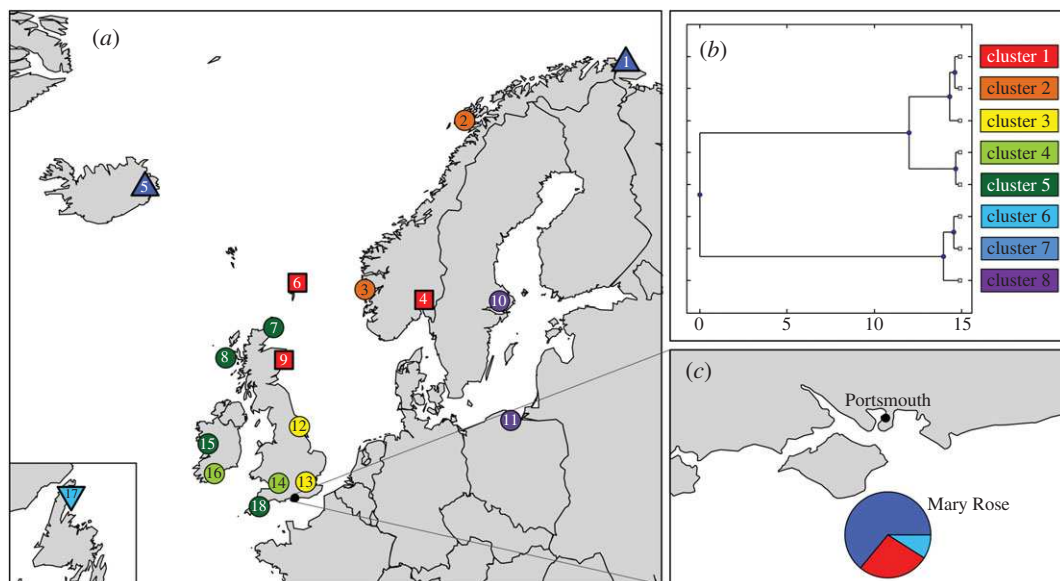 (a)
1
2
5
6
3
4
10
7
8
9
12
11
15
16
14
13
17
18
(b)
cluster 1
cluster 2
cluster 3
cluster 4
cluster 5
cluster 6
cluster 7
cluster 8
0 5 10 15
(c)
Portsmouth
Mary Rose